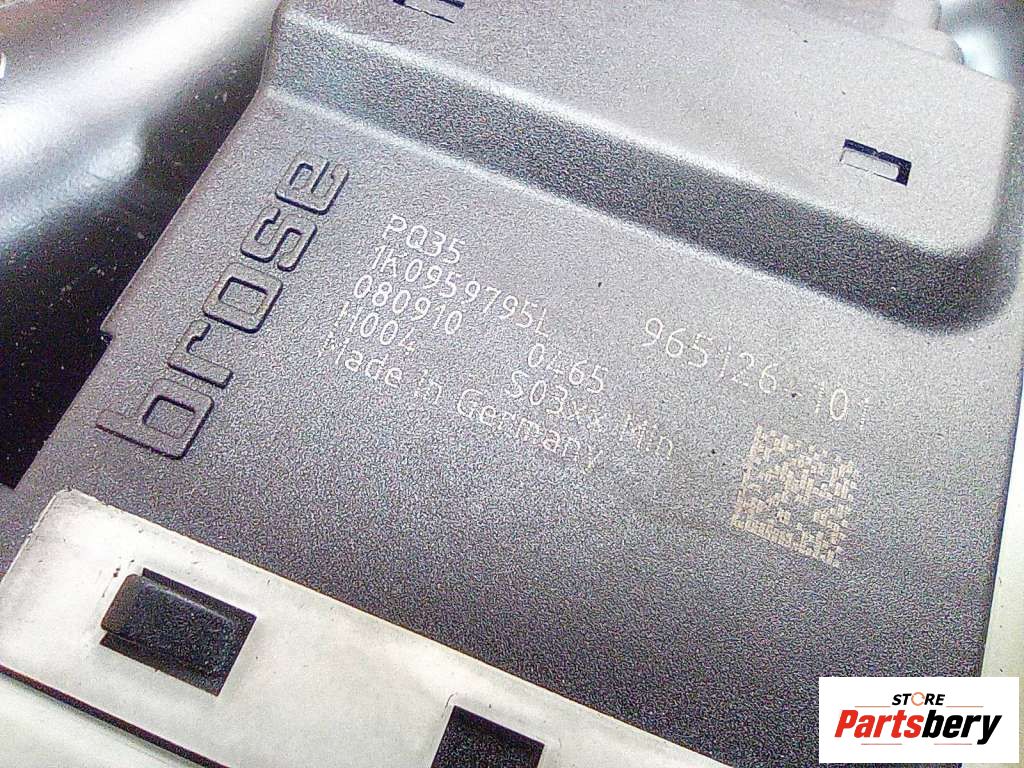 brose
PQ35
1K0959795L 965126-101
080910 0465
H004 S03xx Min
Made in Germany
STORE
Partsbery